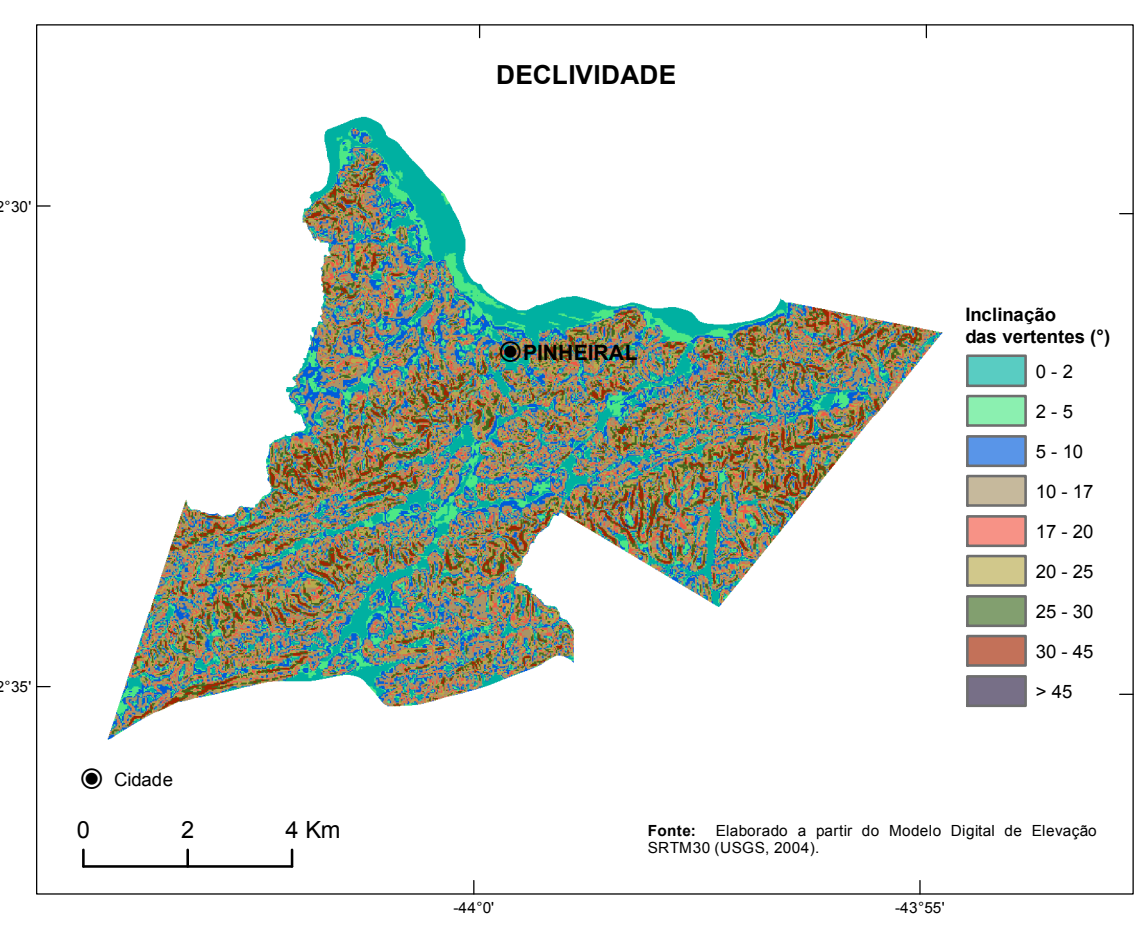 DECLIVIDADE
2°30'
PINHEIRAL
Inclinação
das vertentes (°)
0 - 2
2 - 5
5 - 10
10 - 17
17 - 20
20 - 25
25 - 30
30 - 45
> 45
2°35'
Cidade
0 2 4 Km
Fonte: Elaborado a partir do Modelo Digital de Elevação
SRTM30 (USGS, 2004).
-44°0' -43°55'